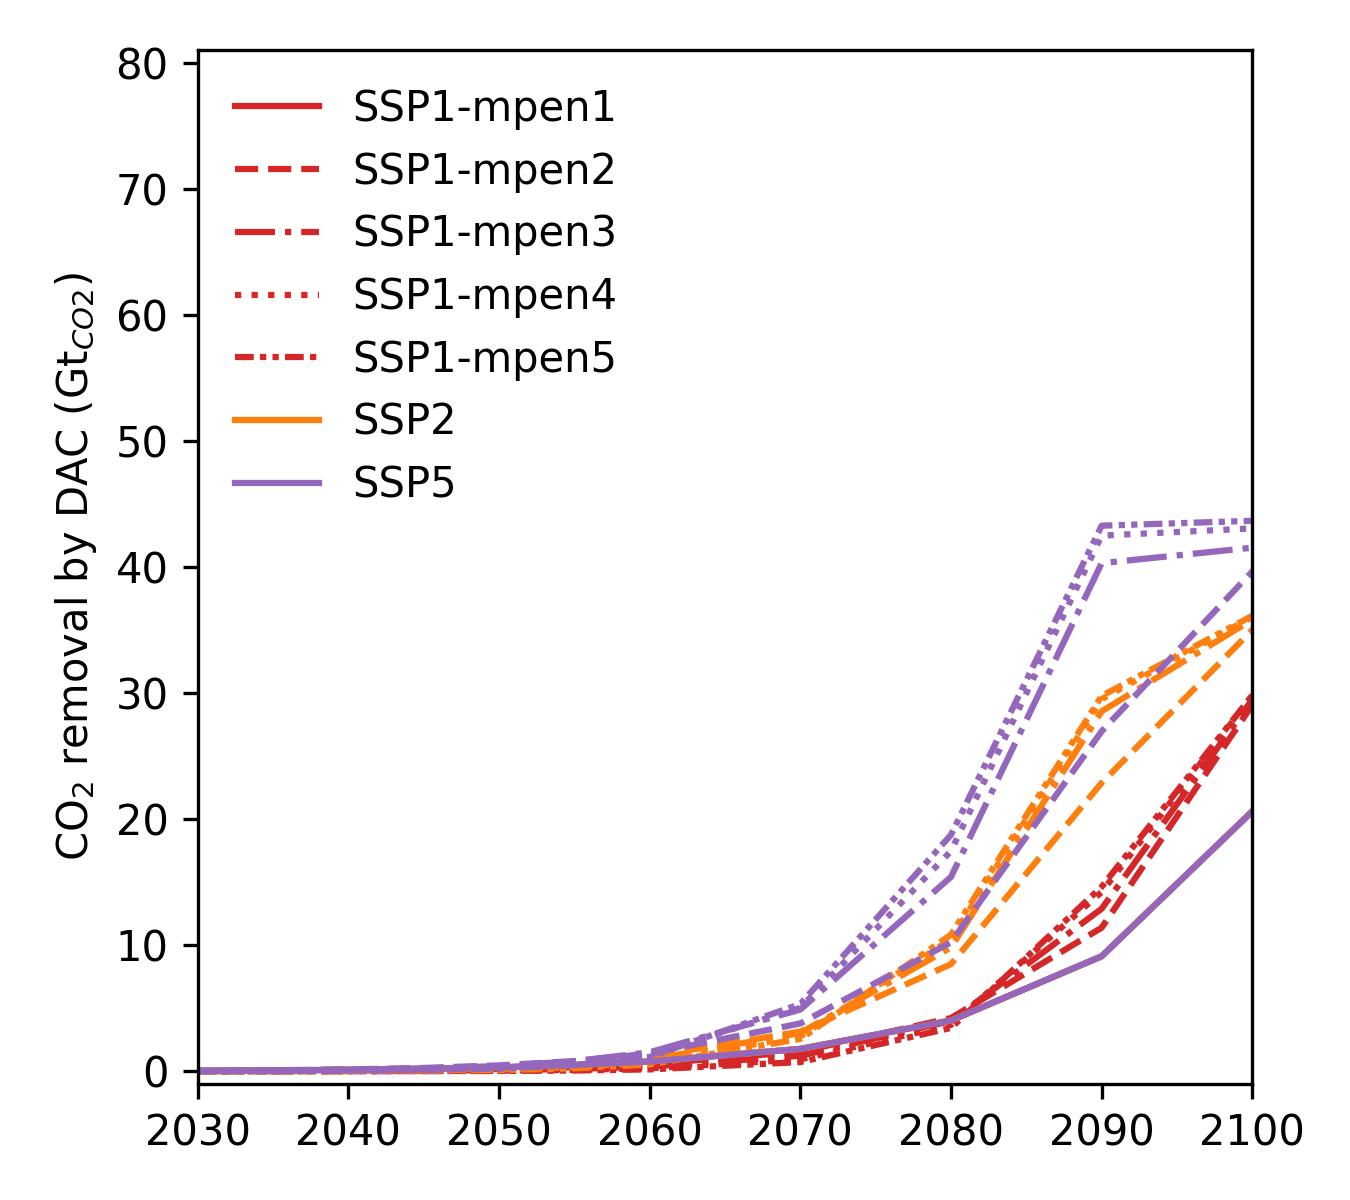 80
70
60
50
40
30
20
10
0
CO₂ removal by DAC (Gt_CO2)
SSP1-mpen1
SSP1-mpen2
SSP1-mpen3
SSP1-mpen4
SSP1-mpen5
SSP2
SSP5
2030 2040 2050 2060 2070 2080 2090 2100